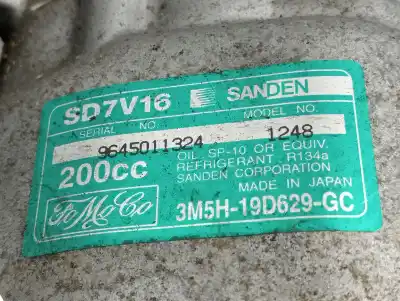 SD7V16 SANDEN
SERIAL NO. MODEL NO.
9645011324 1248
200cc OIL SP-10 OR EQUIV.
REFRIGERANT R134a
SANDEN CORPORATION
MADE IN JAPAN
FoMoCo 3M5H-19D629-GC